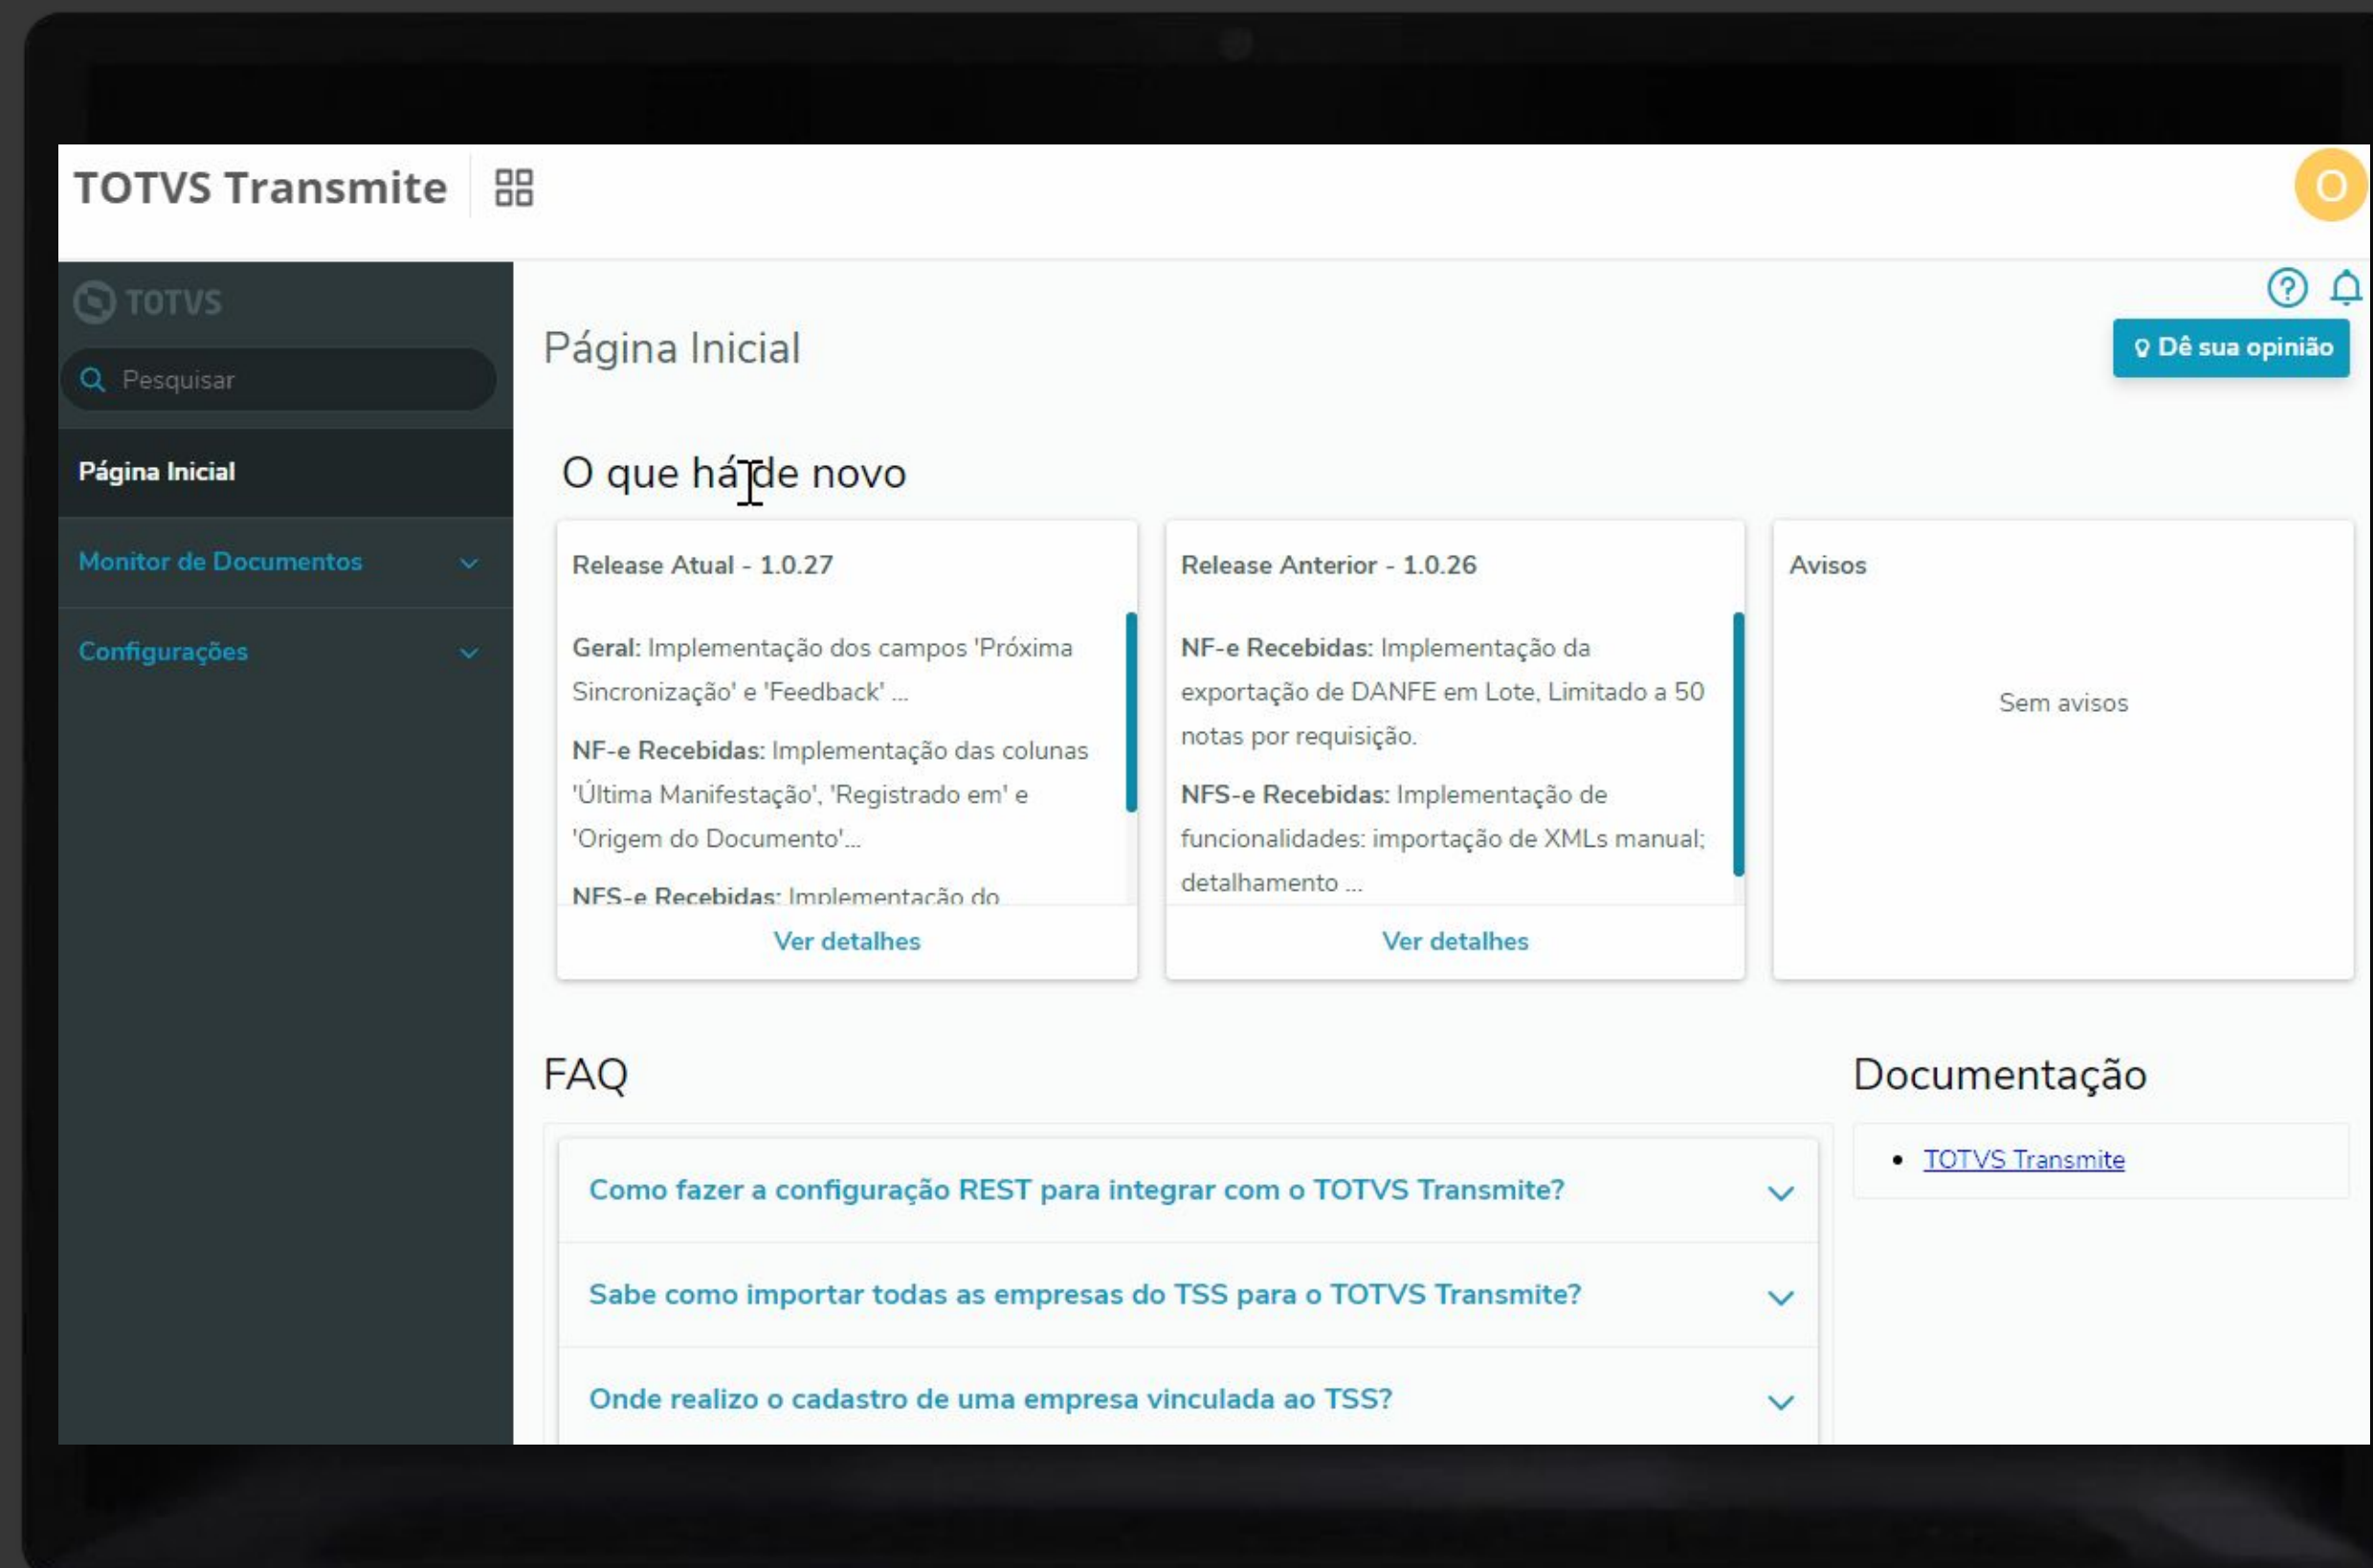 TOTVS Transmite
O
TOTVS
Pesquisar
Página Inicial
Monitor de Documentos
Configurações
Página Inicial
Dê sua opinião
O que há de novo
Release Atual - 1.0.27
Geral: Implementação dos campos 'Próxima
Sincronização' e 'Feedback' ...
NF-e Recebidas: Implementação das colunas
'Última Manifestação', 'Registrado em' e
'Origem do Documento'...
NFS-e Recebidas: Implementação do
Ver detalhes
Release Anterior - 1.0.26
NF-e Recebidas: Implementação da
exportação de DANFE em Lote, Limitado a 50
notas por requisição.
NFS-e Recebidas: Implementação de
funcionalidades: importação de XMLs manual;
detalhamento ...
Ver detalhes
Avisos
Sem avisos
FAQ
Como fazer a configuração REST para integrar com o TOTVS Transmite?
Sabe como importar todas as empresas do TSS para o TOTVS Transmite?
Onde realizo o cadastro de uma empresa vinculada ao TSS?
Documentação
• TOTVS Transmite